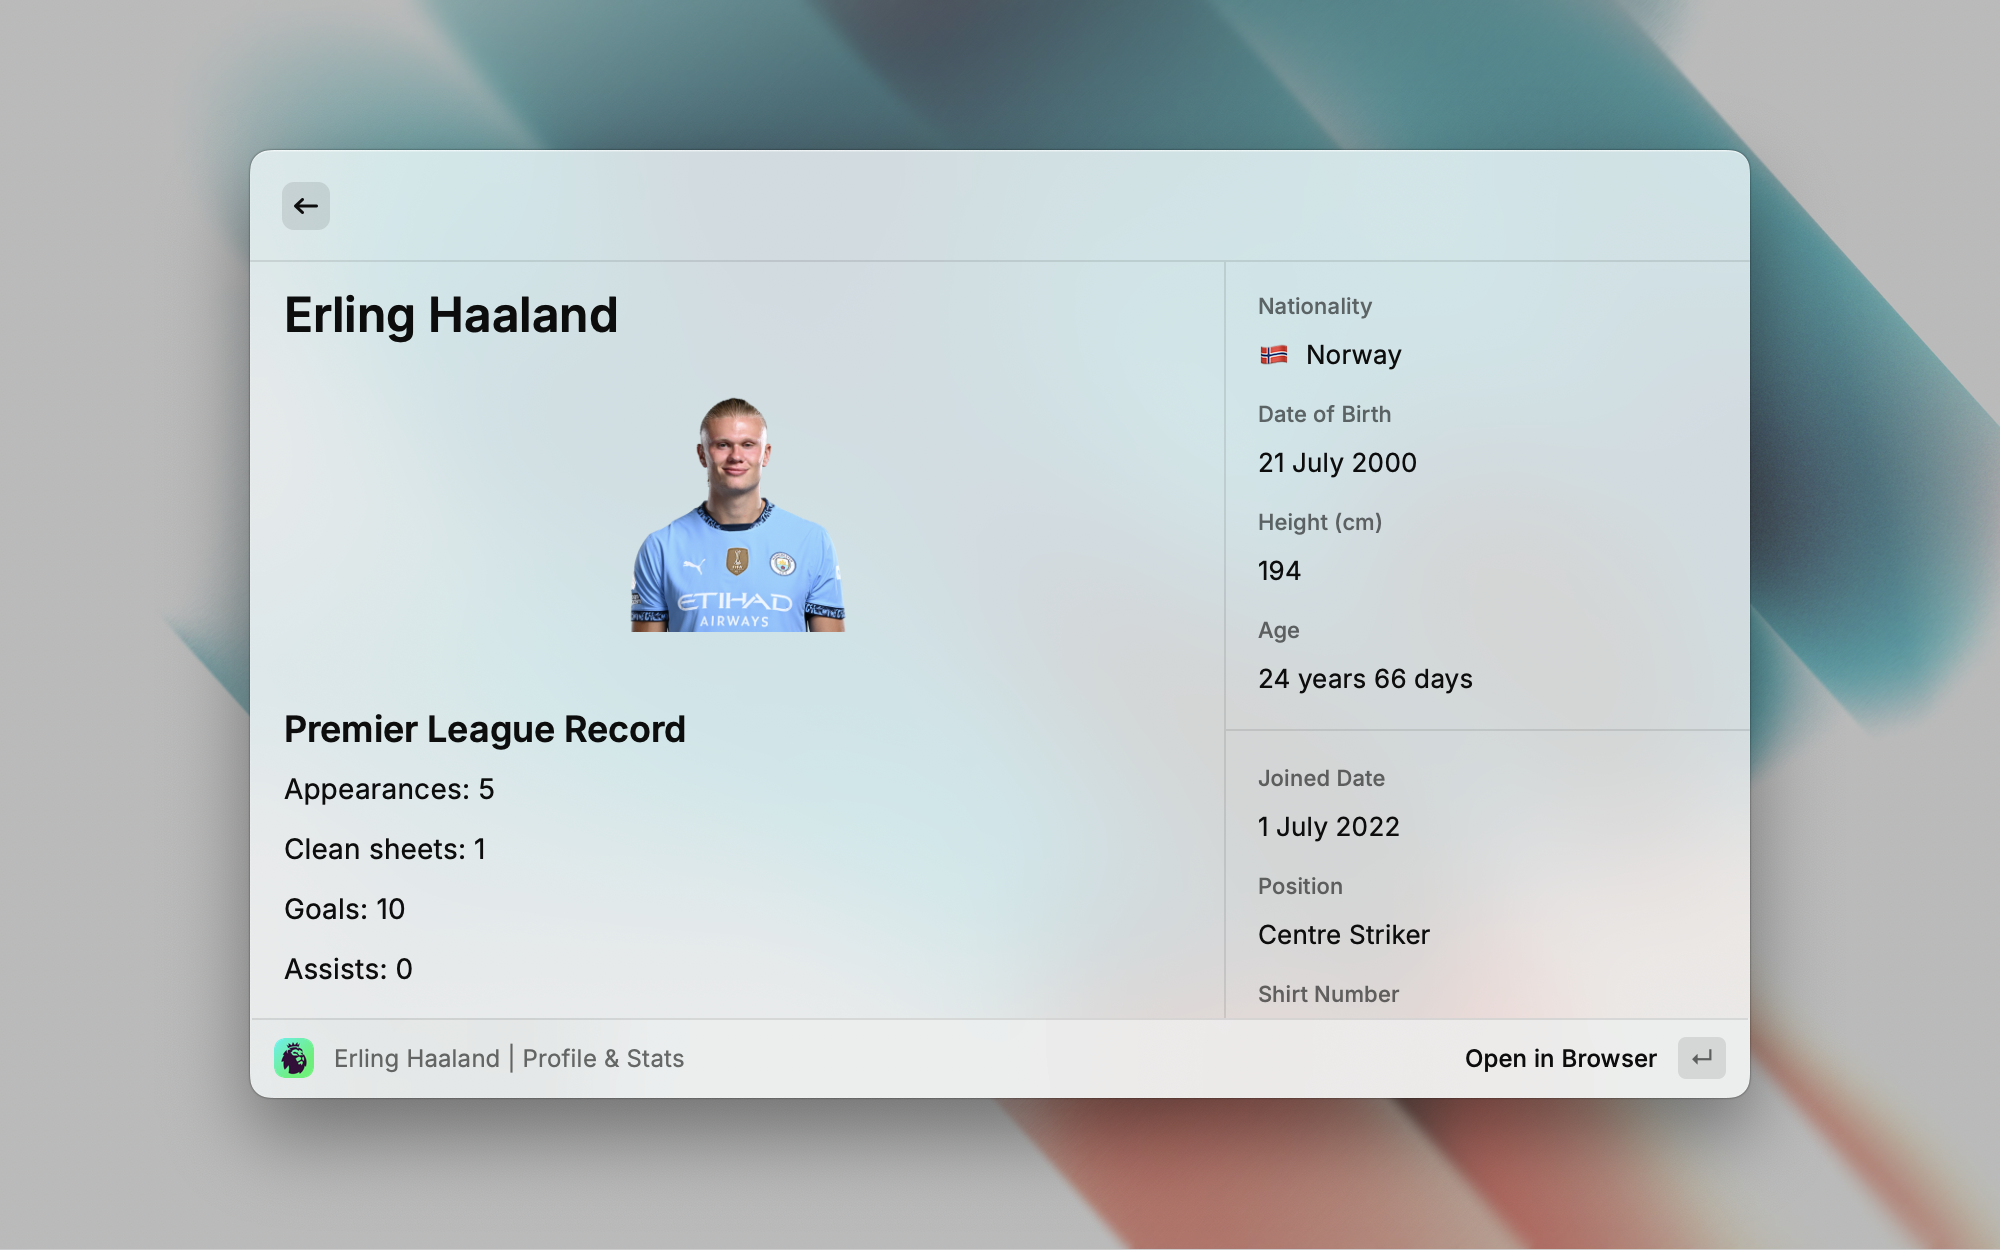 Erling Haaland
ETIHAD
AIRWAYS
Premier League Record
Appearances: 5
Clean sheets: 1
Goals: 10
Assists: 0
Nationality
Norway
Date of Birth
21 July 2000
Height (cm)
194
Age
24 years 66 days
Joined Date
1 July 2022
Position
Centre Striker
Shirt Number
Erling Haaland | Profile & Stats
Open in Browser